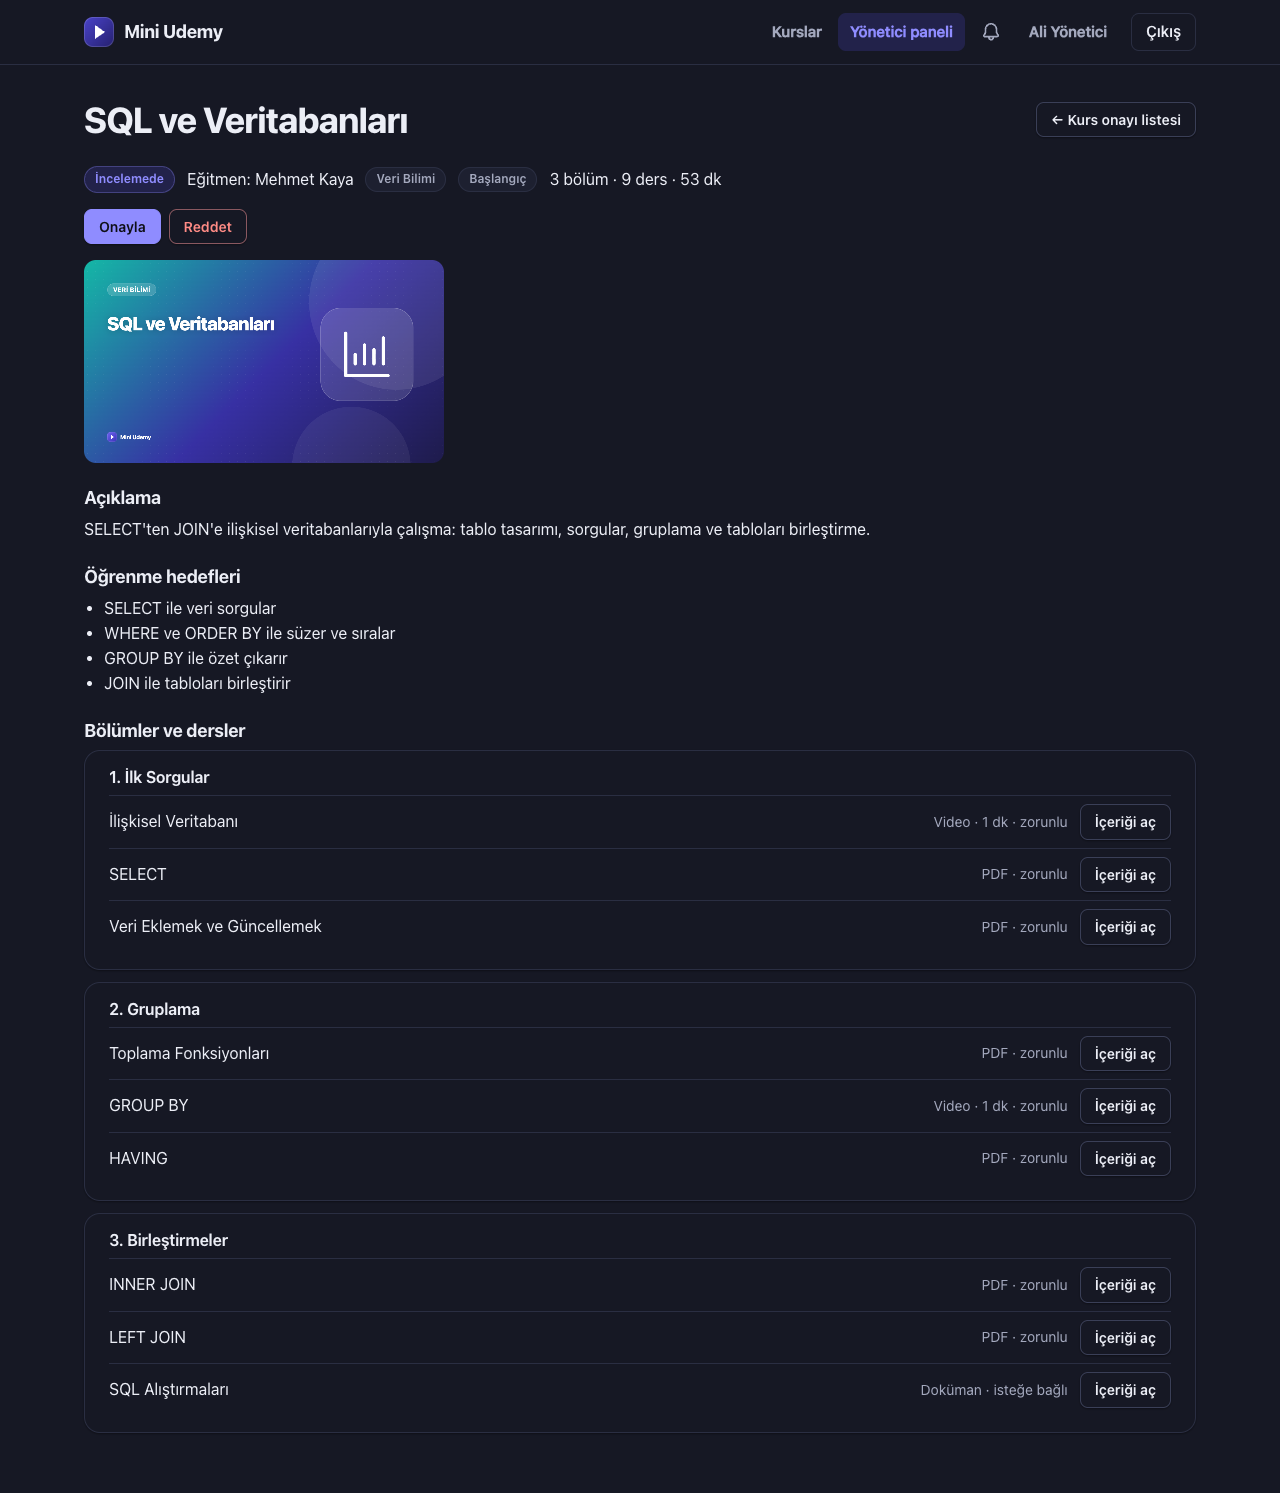 Mini Udemy
Kurslar
Yönetici paneli
Ali Yönetici
Çıkış
SQL ve Veritabanları
← Kurs onayı listesi
İncelemede
Eğitmen: Mehmet Kaya
Veri Bilimi
Başlangıç
3 bölüm · 9 ders · 53 dk
Onayla
Reddet
VERİ BİLİMİ
SQL ve Veritabanları
Mini Udemy
Açıklama
SELECT'ten JOIN'e ilişkisel veritabanlarıyla çalışma: tablo tasarımı, sorgular, gruplama ve tabloları birleştirme.
Öğrenme hedefleri
• SELECT ile veri sorgular
• WHERE ve ORDER BY ile süzer ve sıralar
• GROUP BY ile özet çıkarır
• JOIN ile tabloları birleştirir
Bölümler ve dersler
1. İlk Sorgular
İlişkisel Veritabanı Video · 1 dk · zorunlu İçeriği aç
SELECT PDF · zorunlu İçeriği aç
Veri Eklemek ve Güncellemek PDF · zorunlu İçeriği aç
2. Gruplama
Toplama Fonksiyonları PDF · zorunlu İçeriği aç
GROUP BY Video · 1 dk · zorunlu İçeriği aç
HAVING PDF · zorunlu İçeriği aç
3. Birleştirmeler
INNER JOIN PDF · zorunlu İçeriği aç
LEFT JOIN PDF · zorunlu İçeriği aç
SQL Alıştırmaları Doküman · isteğe bağlı İçeriği aç